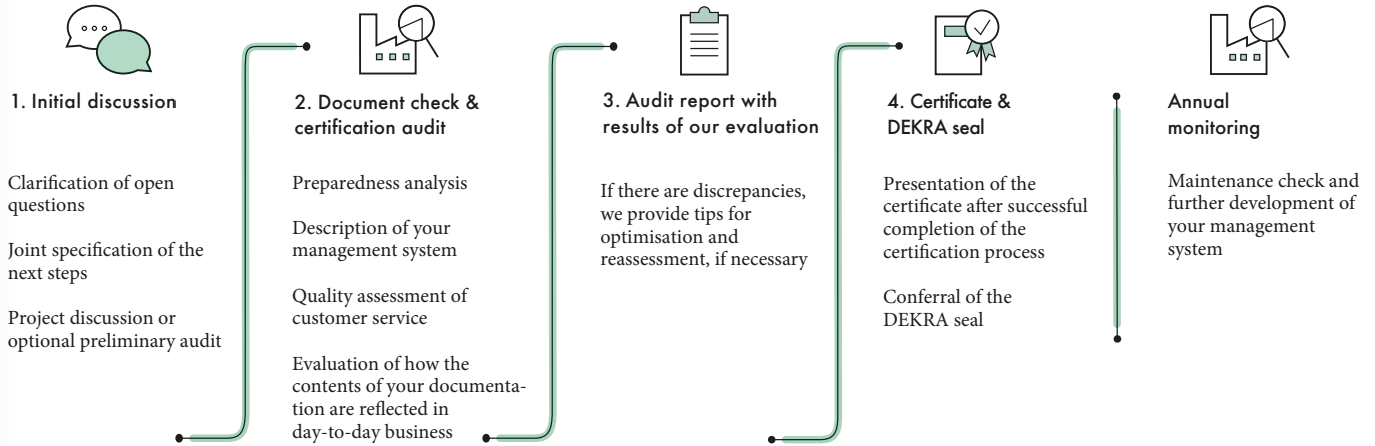 1. Initial discussion
Clarification of open
questions
Joint specification of the
next steps
Project discussion or
optional preliminary audit
2. Document check &
certification audit
Preparedness analysis
Description of your
management system
Quality assessment of
customer service
Evaluation of how the
contents of your documenta-
tion are reflected in
day-to-day business
3. Audit report with
results of our evaluation
If there are discrepancies,
we provide tips for
optimisation and
reassessment, if necessary
4. Certificate &
DEKRA seal
Presentation of the
certificate after successful
completion of the
certification process
Conferral of the
DEKRA seal
Annual
monitoring
Maintenance check and
further development of
your management
system